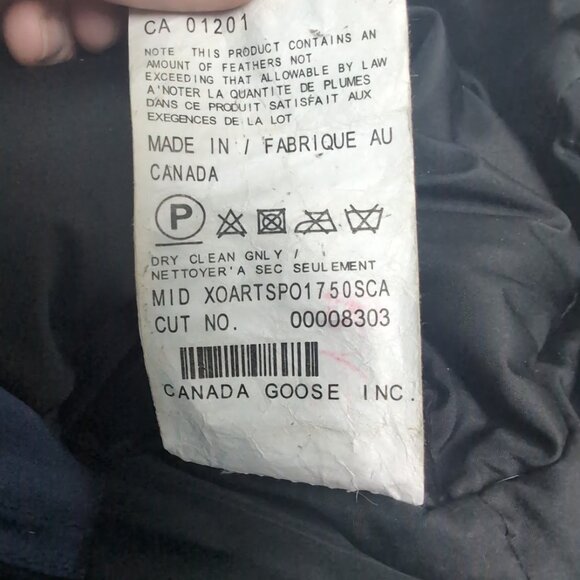 CA 01201
NOTE THIS PRODUCT CONTAINS AN
AMOUNT OF FEATHERS NOT
EXCEEDING THAT ALLOWABLE BY LAW
A'NOTER LA QUANTITE DE PLUMES
DANS CE PRODUIT SATISFAIT AUX
EXEGENCES DE LA LOT
MADE IN / FABRIQUE AU
CANADA
P
DRY CLEAN GNLY /
NETTOYER'A SEC SEULEMENT
MID XOARTSPO1750SCA
CUT NO. 00008303
CANADA GOOSE INC.